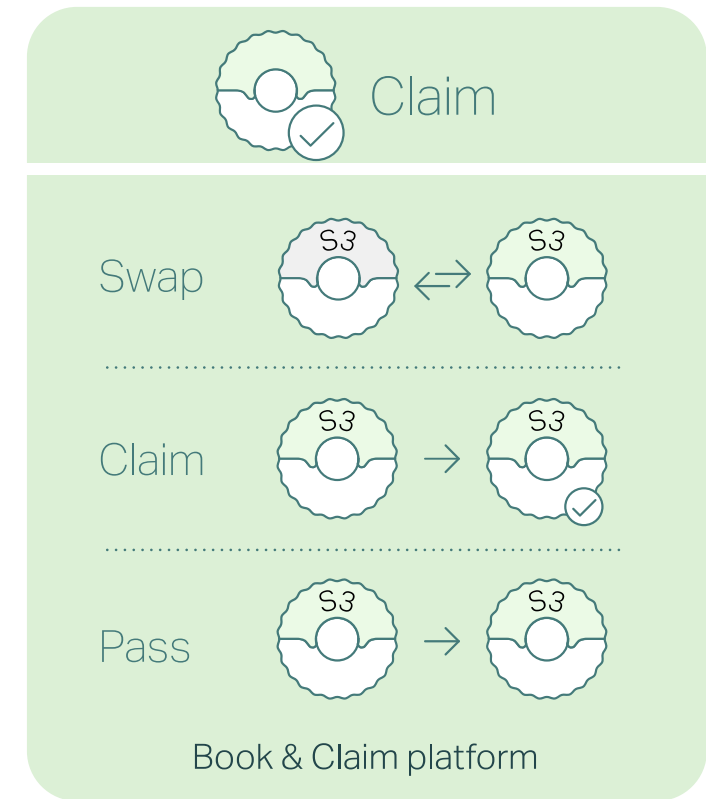 Claim
Swap S3 S3
Claim S3 S3
Pass S3 S3
Book & Claim platform